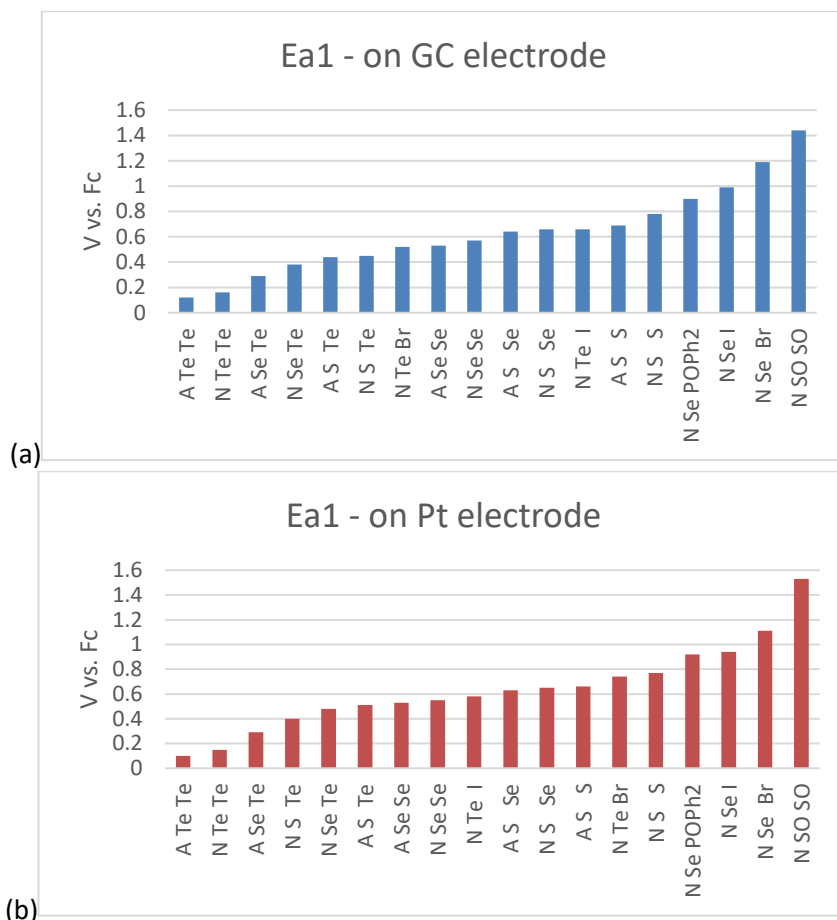 Ea1 - on GC electrode
V vs. Fc
1.6
1.4
1.2
1
0.8
0.6
0.4
0.2
0
A Te Te
N Te Te
A Se Te
N Se Te
A S Te
N S Te
N Te Br
A Se Se
N Se Se
A S Se
N S Se
N Te I
A S S
N S S
N Se POPh2
N Se I
N Se Br
N SO SO
(a)
Ea1 - on Pt electrode
V vs. Fc
1.6
1.4
1.2
1
0.8
0.6
0.4
0.2
0
A Te Te
N Te Te
A Se Te
N S Te
N Se Te
A S Te
A Se Se
N Se Se
N Te I
A S Se
N S Se
A S S
N Te Br
N S S
N Se POPh2
N Se I
N Se Br
N SO SO
(b)